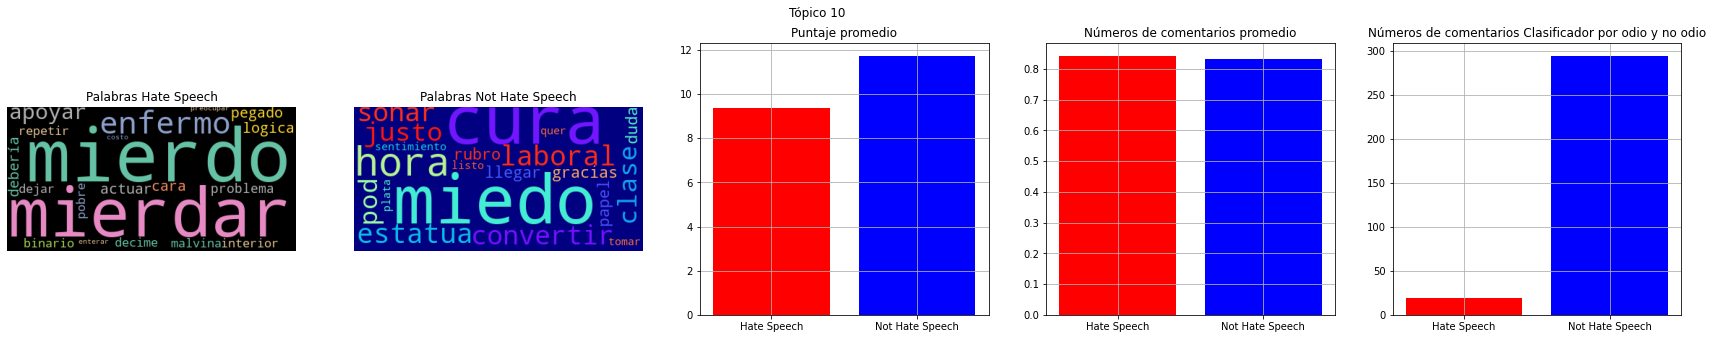 Tópico 10
Palabras Hate Speech
apoyar
preocupar
pegado
enfermo
logica
repetir
costo
debería
mierdo
dejar
actuar
cara
problema
pobre
mierdar
binario
enterar
decime
malvina
interior
Palabras Not Hate Speech
sonar
cura
justo
quer
duda
sentimiento
hora
rubro
laboral
listo
llegar
gracias
clase
pod
plata
miedo
papel
estatua
convertir
tomar
Puntaje promedio
12
10
8
6
4
2
0
Hate Speech
Not Hate Speech
Números de comentarios promedio
0.8
0.7
0.6
0.5
0.4
0.3
0.2
0.1
0.0
Hate Speech
Not Hate Speech
Números de comentarios Clasificador por odio y no odio
300
250
200
150
100
50
0
Hate Speech
Not Hate Speech